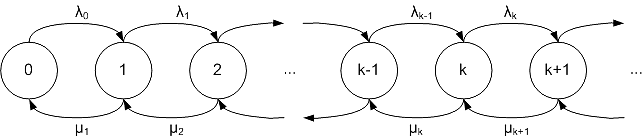 λ0 λ1 λk-1 λk
0 1 2 ... k-1 k k+1 ...
μ1 μ2 μk μk+1